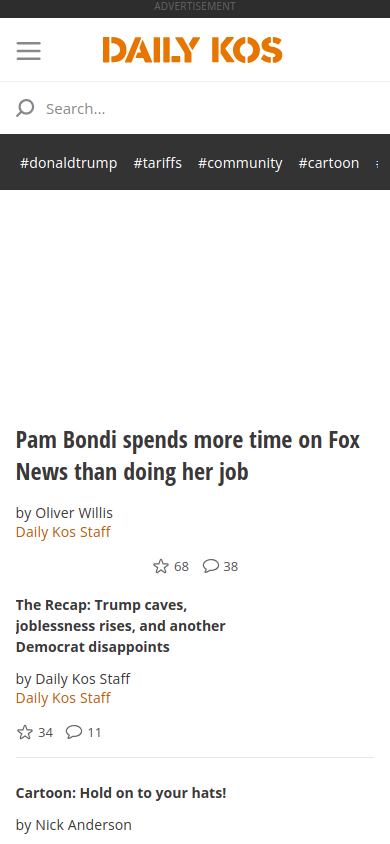 ADVERTISEMENT
DAILY KOS
Search...
#donaldtrump #tariffs #community #cartoon
Pam Bondi spends more time on Fox
News than doing her job
by Oliver Willis
Daily Kos Staff
68 38
The Recap: Trump caves,
joblessness rises, and another
Democrat disappoints
by Daily Kos Staff
Daily Kos Staff
34 11
Cartoon: Hold on to your hats!
by Nick Anderson